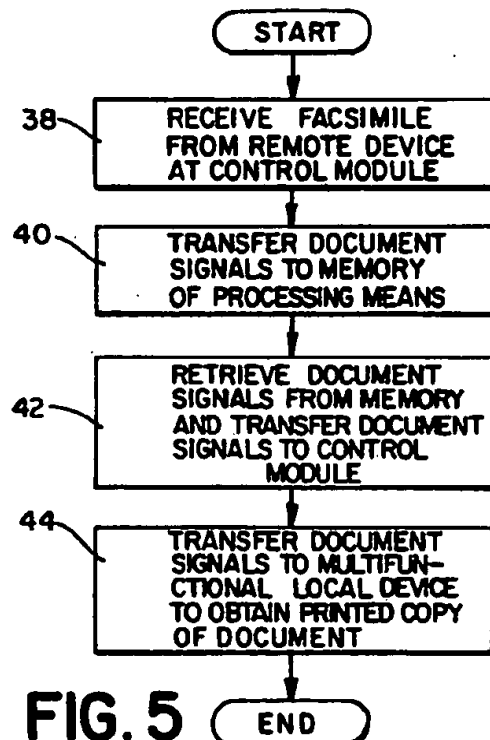 START
38
RECEIVE FACSIMILE
FROM REMOTE DEVICE
AT CONTROL MODULE
40
TRANSFER DOCUMENT
SIGNALS TO MEMORY
OF PROCESSING MEANS
42
RETRIEVE DOCUMENT
SIGNALS FROM MEMORY
AND TRANSFER DOCUMENT
SIGNALS TO CONTROL
MODULE
44
TRANSFER DOCUMENT
SIGNALS TO MULTIFUN-
CTIONAL LOCAL DEVICE
TO OBTAIN PRINTED COPY
OF DOCUMENT
FIG. 5
END